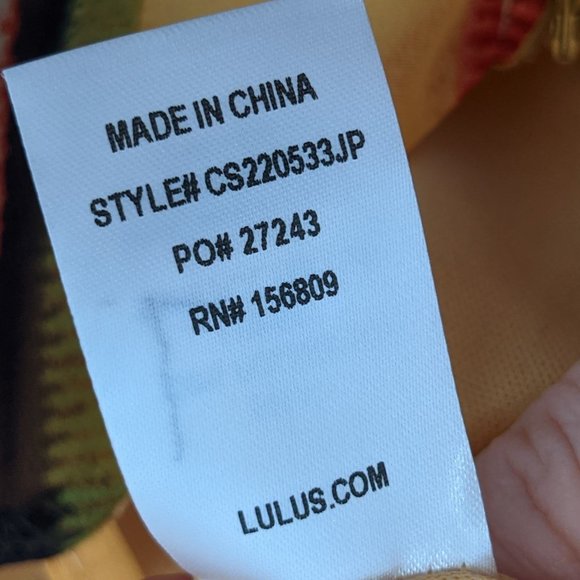 MADE IN CHINA
STYLE# CS220533JP
PO# 27243
RN# 156809
LULUS.COM